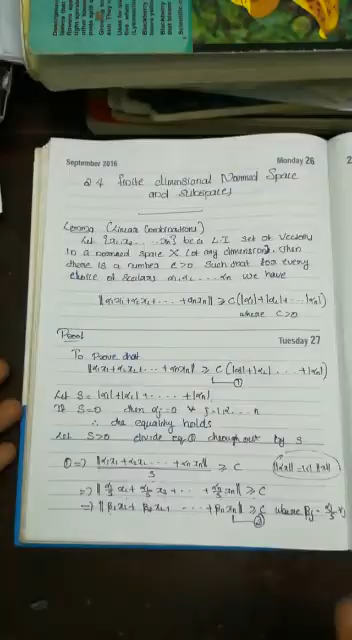 September 2016 Monday 26
2.4 finite dimensional Normed Space
and subspaces
Lemma (Linear Combinations)
Let {x₁,x₂ ... xn} be a L.I set of Vectors
in a normed space X (of any dimension). Then
there is a number c>0 Such that for every
choice of scalars α₁,α₂, ... αn we have
||α₁x₁+α₂x₂+ ... +αnxn|| ≥ C(|α₁|+|α₂|+ ... |αn|)
where C>0
Tuesday 27
Proof
To Prove that
||α₁x₁+α₂x₂, ... +αnxn|| ≥ C(|α₁|+|α₂|, ... +|αn|)
①
Let S=|α₁|+|α₂|+ ... +|αn|
If S=0 then αj=0 ∀ j=1,2...n
∴ the equality holds
Let S>0 divide eq① throughout by S
①=> ||α₁x₁+α₂x₂ ... +αnxn|| / S ≥ C ||αx||=|α| ||x||
=> ||α₁/S x₁+ α₂/S x₂+ ... + αn/S xn|| ≥ C
=> ||β₁x₁+ β₂x₂+ ... +βnxn|| ≥ C where βj = αj/S
②